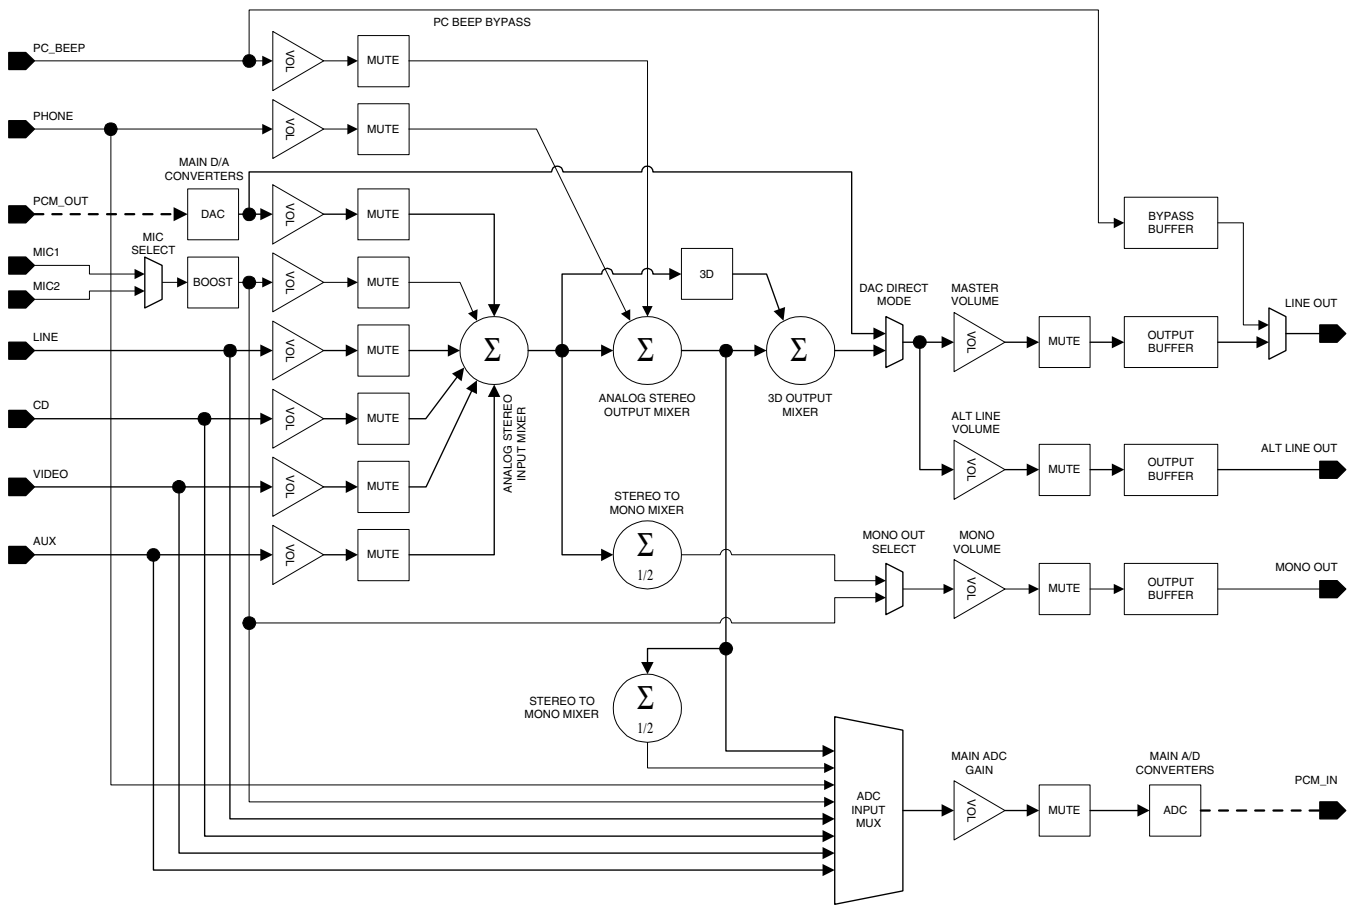 PC BEEP BYPASS
PC_BEEP
VOL
MUTE
PHONE
VOL
MUTE
MAIN D/A
CONVERTERS
PCM_OUT
DAC
VOL
MUTE
BYPASS
BUFFER
MIC1
MIC2
MIC
SELECT
BOOST
VOL
MUTE
3D
DAC DIRECT
MODE
MASTER
VOLUME
LINE OUT
LINE
VOL
MUTE
Σ
ANALOG STEREO
INPUT MIXER
Σ
ANALOG STEREO
OUTPUT MIXER
Σ
3D OUTPUT
MIXER
VOL
MUTE
OUTPUT
BUFFER
CD
VOL
MUTE
ALT LINE
VOLUME
VOL
MUTE
OUTPUT
BUFFER
ALT LINE OUT
VIDEO
VOL
MUTE
STEREO TO
MONO MIXER
Σ
1/2
AUX
VOL
MUTE
MONO OUT
SELECT
MONO
VOLUME
VOL
MUTE
OUTPUT
BUFFER
MONO OUT
STEREO TO
MONO MIXER
Σ
1/2
ADC
INPUT
MUX
MAIN ADC
GAIN
VOL
MUTE
MAIN A/D
CONVERTERS
ADC
PCM_IN